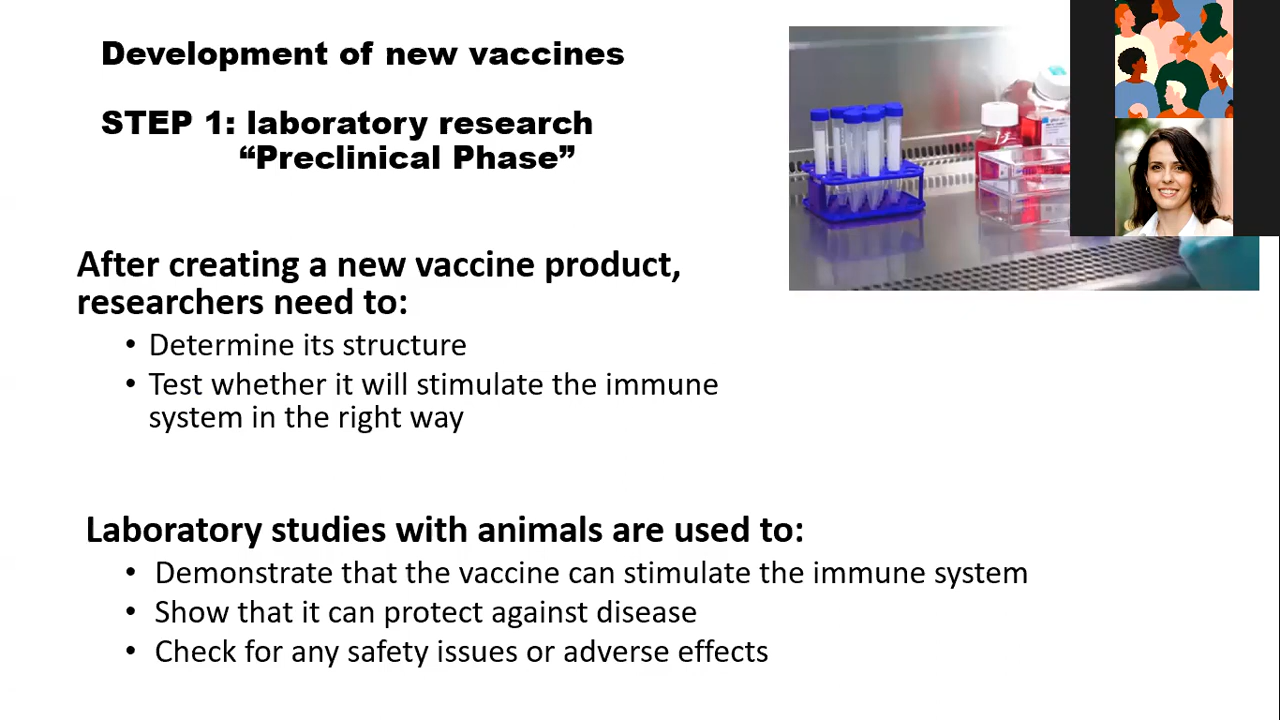 Development of new vaccines
STEP 1: laboratory research
“Preclinical Phase”
After creating a new vaccine product,
researchers need to:
• Determine its structure
• Test whether it will stimulate the immune
system in the right way
Laboratory studies with animals are used to:
• Demonstrate that the vaccine can stimulate the immune system
• Show that it can protect against disease
• Check for any safety issues or adverse effects